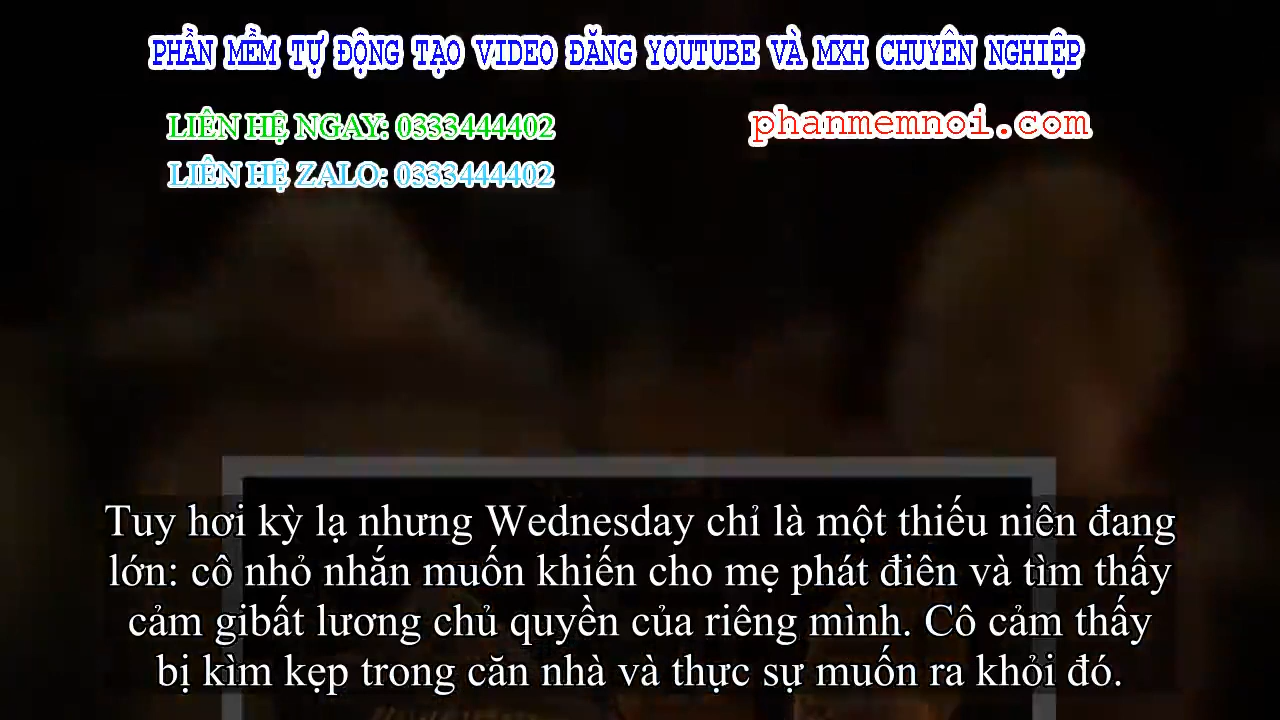 PHẦN MỀM TỰ ĐỘNG TẠO VIDEO ĐĂNG YOUTUBE VÀ MXH CHUYÊN NGHIỆP
LIÊN HỆ NGAY: 0333444402
phanmemnoi.com
LIÊN HỆ ZALO: 0333444402
Tuy hơi kỳ lạ nhưng Wednesday chỉ là một thiếu niên đang
lớn: cô nhỏ nhắn muốn khiến cho mẹ phát điên và tìm thấy
cảm gibất lương chủ quyền của riêng mình. Cô cảm thấy
bị kìm kẹp trong căn nhà và thực sự muốn ra khỏi đó.